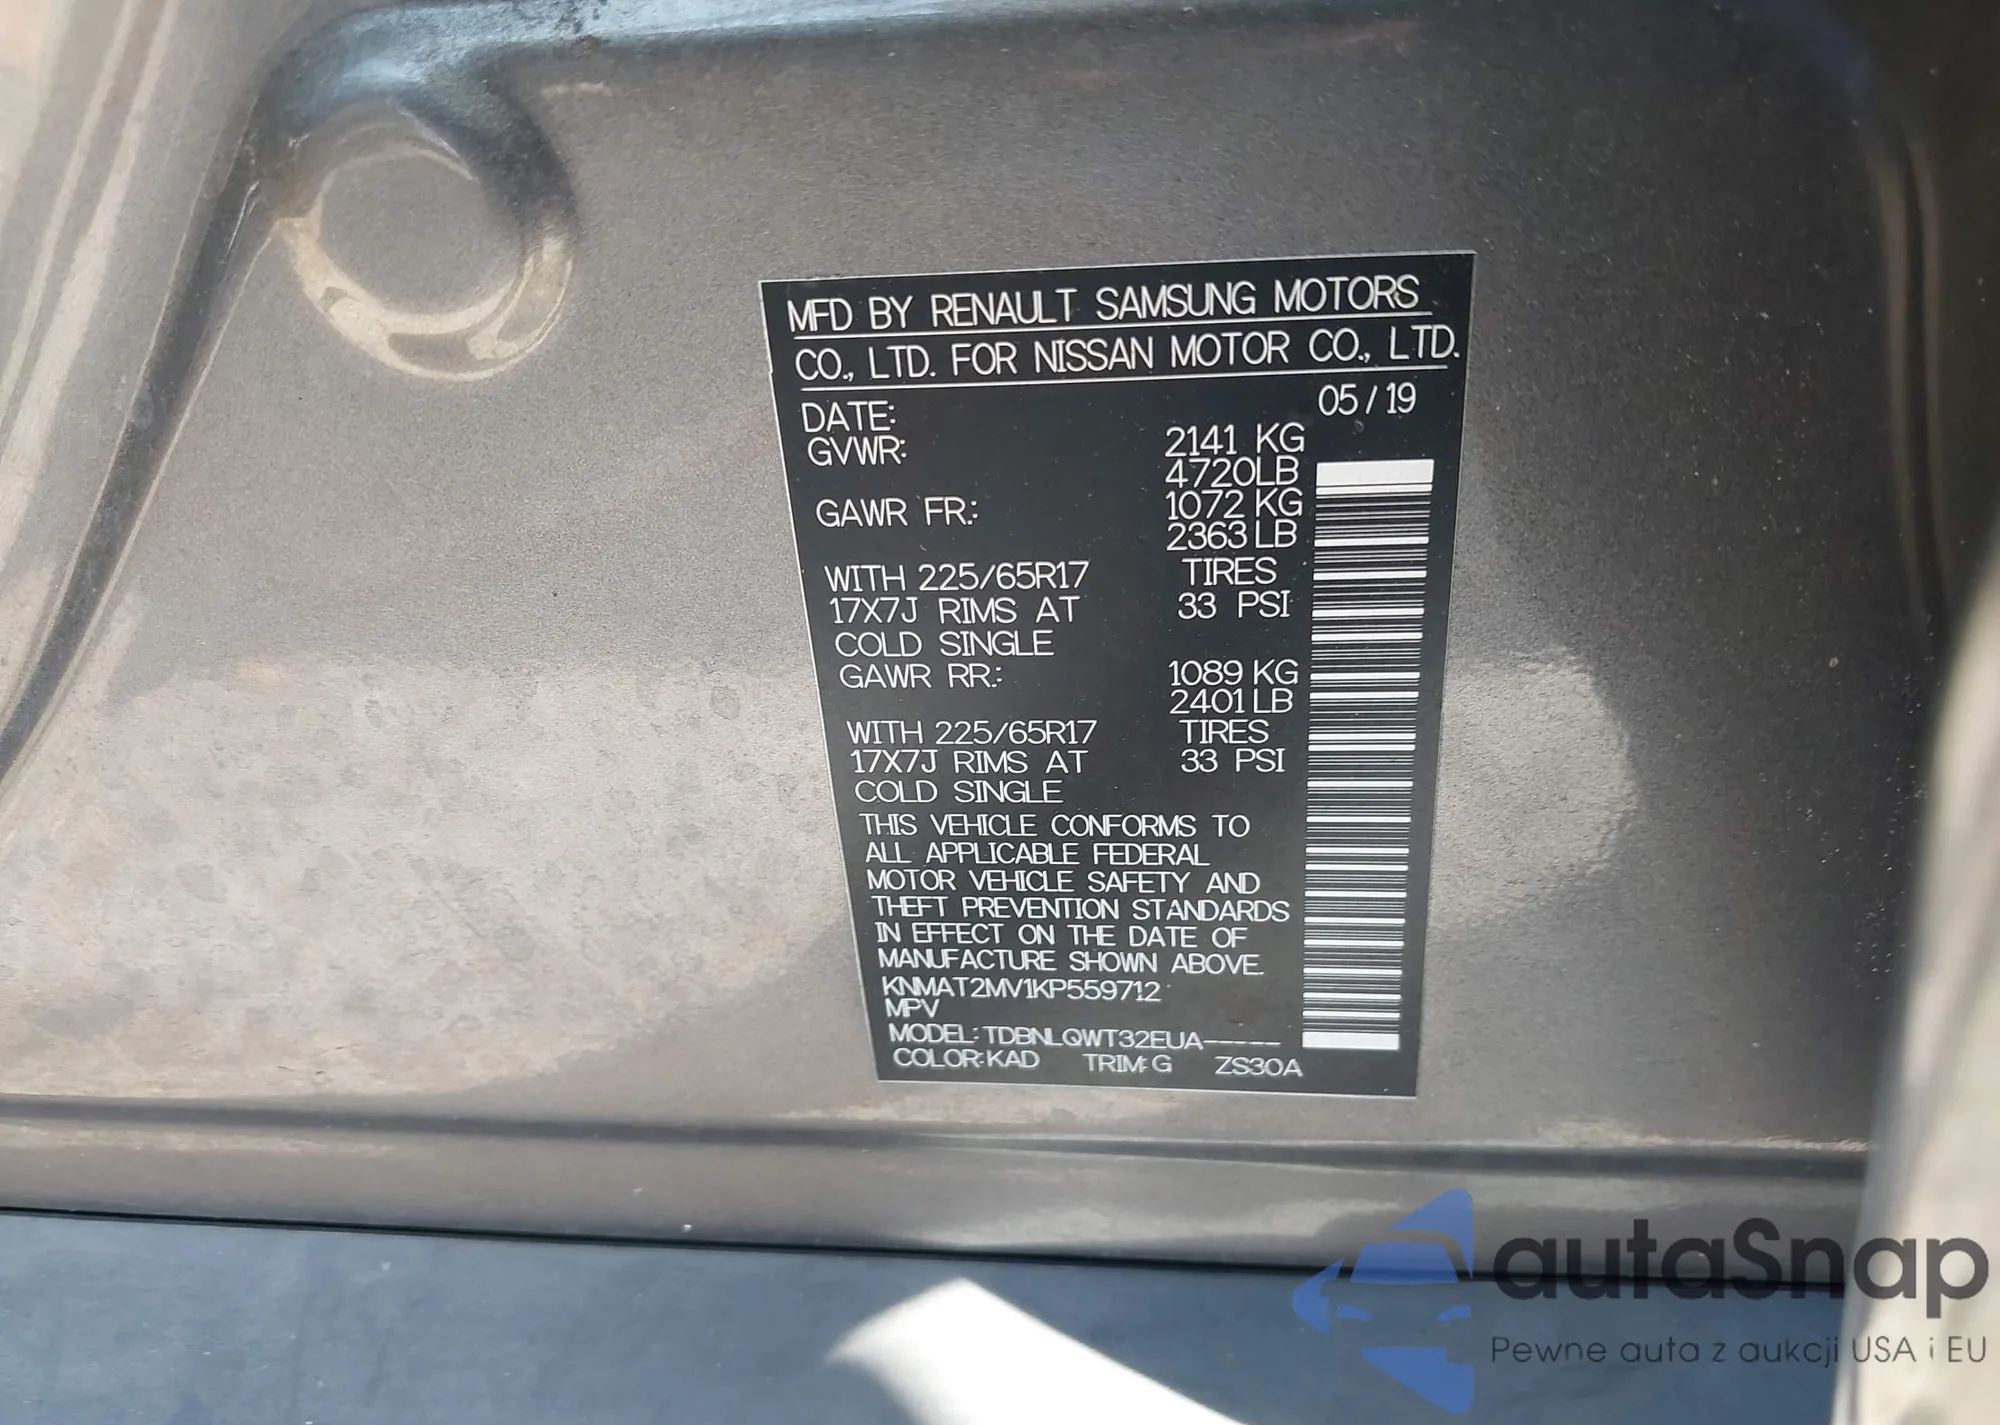 MFD BY RENAULT SAMSUNG MOTORS
CO., LTD. FOR NISSAN MOTOR CO., LTD.
DATE: 05/19
GVWR: 2141 KG
4720LB
GAWR FR.: 1072 KG
2363 LB
WITH 225/65R17 TIRES
17X7J RIMS AT 33 PSI
COLD SINGLE
GAWR RR.: 1089 KG
2401 LB
WITH 225/65R17 TIRES
17X7J RIMS AT 33 PSI
COLD SINGLE
THIS VEHICLE CONFORMS TO
ALL APPLICABLE FEDERAL
MOTOR VEHICLE SAFETY AND
THEFT PREVENTION STANDARDS
IN EFFECT ON THE DATE OF
MANUFACTURE SHOWN ABOVE.
KNMAT2MV1KP559712
MPV
MODEL: TDBNLQWT32EUA-----
COLOR: KAD TRIM: G ZS30A
autaSnap
Pewne auta z aukcji USA i EU